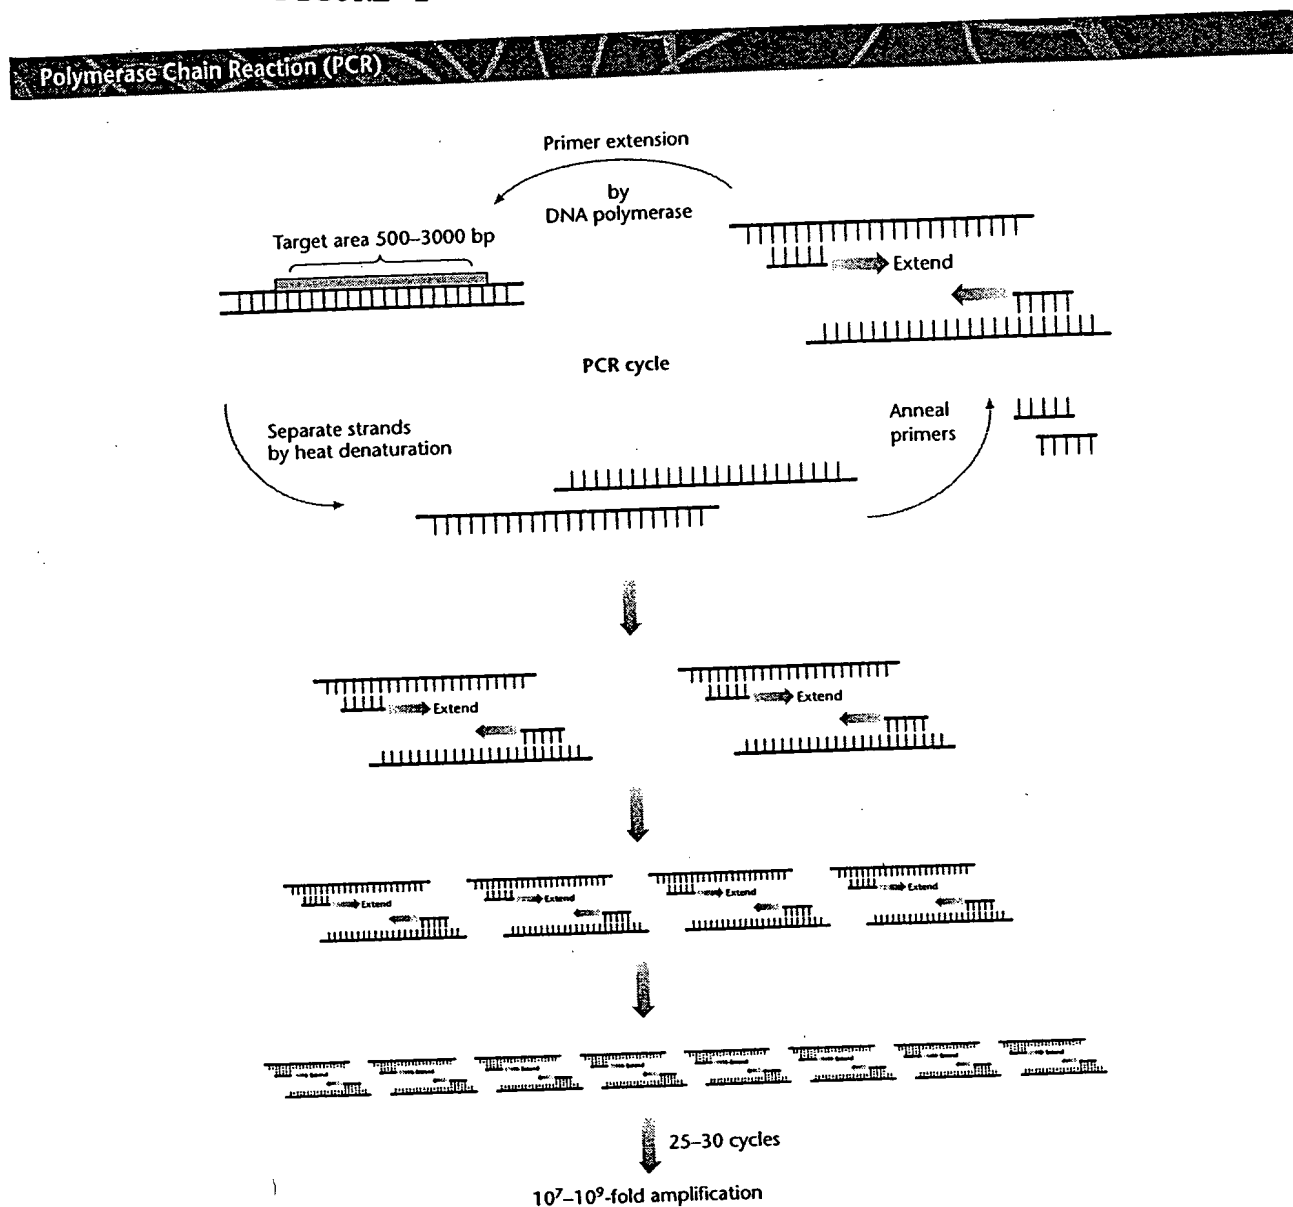 Polymerase Chain Reaction (PCR)
Primer extension
by
DNA polymerase
Target area 500–3000 bp
Extend
PCR cycle
Separate strands
by heat denaturation
Anneal
primers
Extend
Extend
Extend
Extend
Extend
Extend
25–30 cycles
10⁷–10⁹-fold amplification